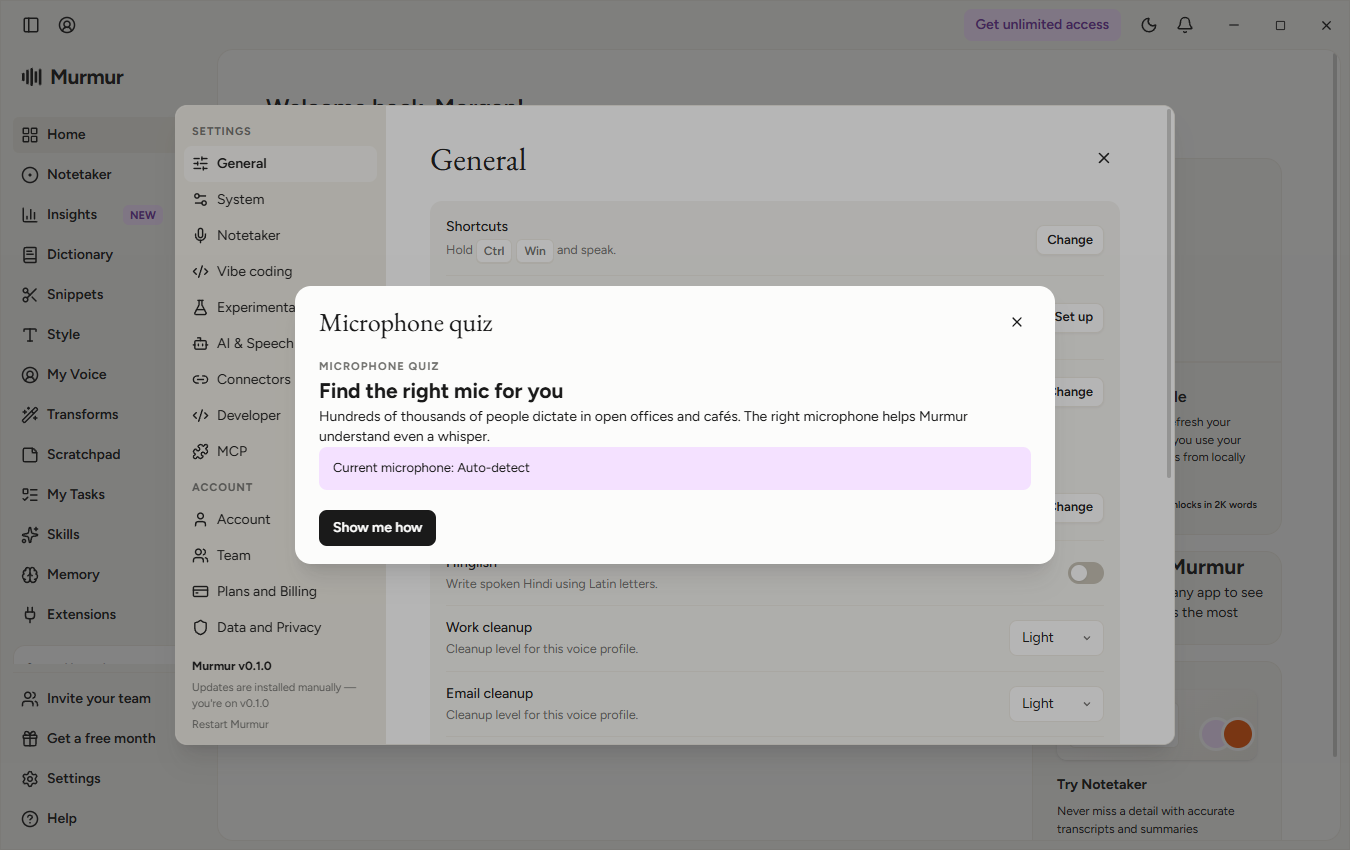 Get unlimited access
Murmur
Home
Notetaker
Insights NEW
Dictionary
Snippets
Style
My Voice
Transforms
Scratchpad
My Tasks
Skills
Memory
Extensions
Invite your team
Get a free month
Settings
Help
Welcome back, Morgan!
SETTINGS
General
System
Notetaker
Vibe coding
Experimenta
AI & Speech
Connectors
Developer
MCP
ACCOUNT
Account
Team
Plans and Billing
Data and Privacy
Murmur v0.1.0
Updates are installed manually —
you're on v0.1.0
Restart Murmur
General
Shortcuts
Hold Ctrl Win and speak.
Change
Set up
Change
Change
Microphone quiz
MICROPHONE QUIZ
Find the right mic for you
Hundreds of thousands of people dictate in open offices and cafés. The right microphone helps Murmur
understand even a whisper.
Current microphone: Auto-detect
Show me how
Hinglish
Write spoken Hindi using Latin letters.
Work cleanup
Cleanup level for this voice profile.
Light
Email cleanup
Cleanup level for this voice profile.
Light
you use your
s from locally
nlocks in 2K words
Murmur
any app to see
s the most
Try Notetaker
Never miss a detail with accurate
transcripts and summaries